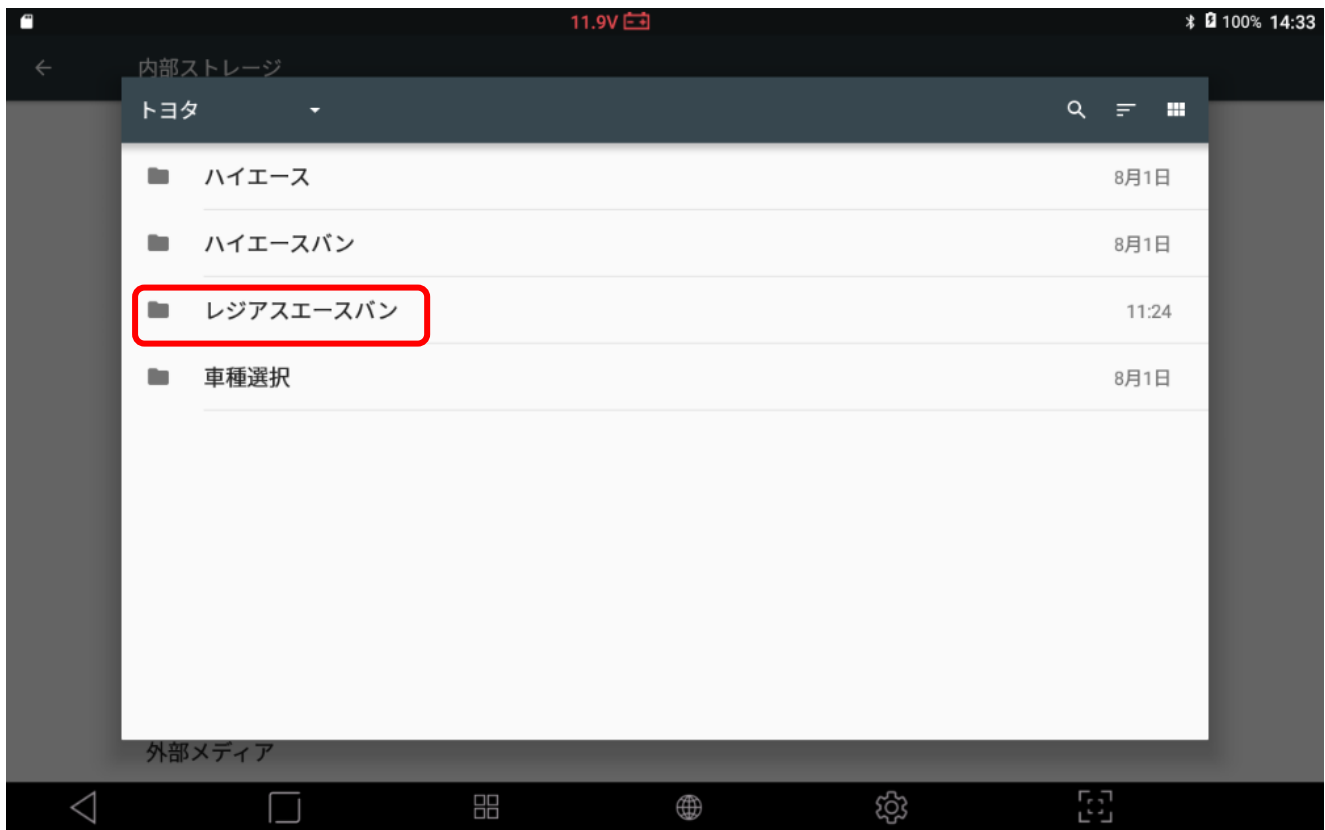 11.9V
100% 14:33
内部ストレージ
トヨタ
ハイエース 8月1日
ハイエースバン 8月1日
レジアスエースバン 11:24
車種選択 8月1日
外部メディア